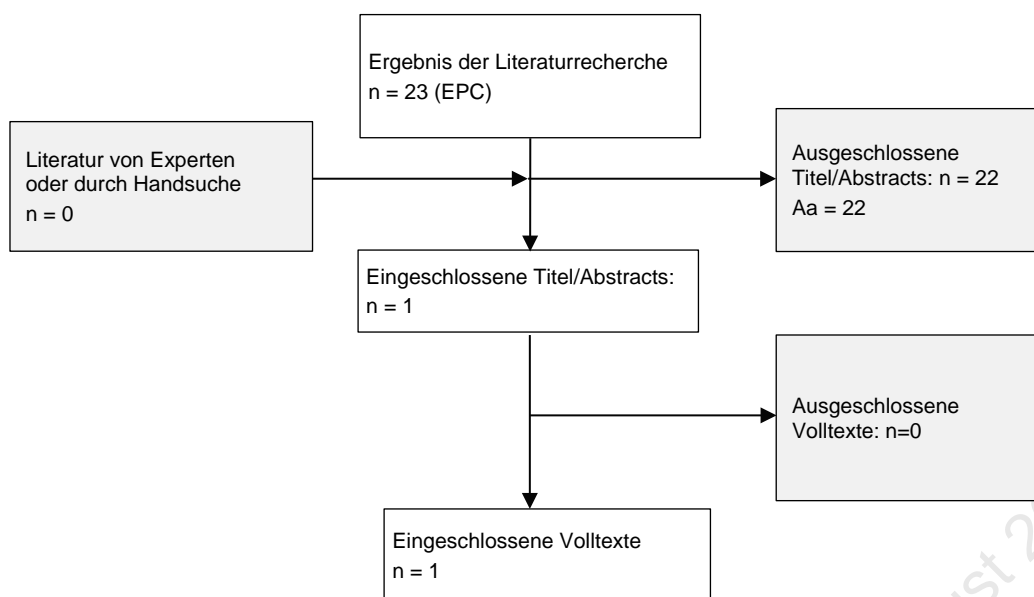 Ergebnis der Literaturrecherche
n = 23 (EPC)
Literatur von Experten
oder durch Handsuche
n = 0
Ausgeschlossene
Titel/Abstracts: n = 22
Aa = 22
Eingeschlossene Titel/Abstracts:
n = 1
Ausgeschlossene
Volltexte: n=0
Eingeschlossene Volltexte
n = 1